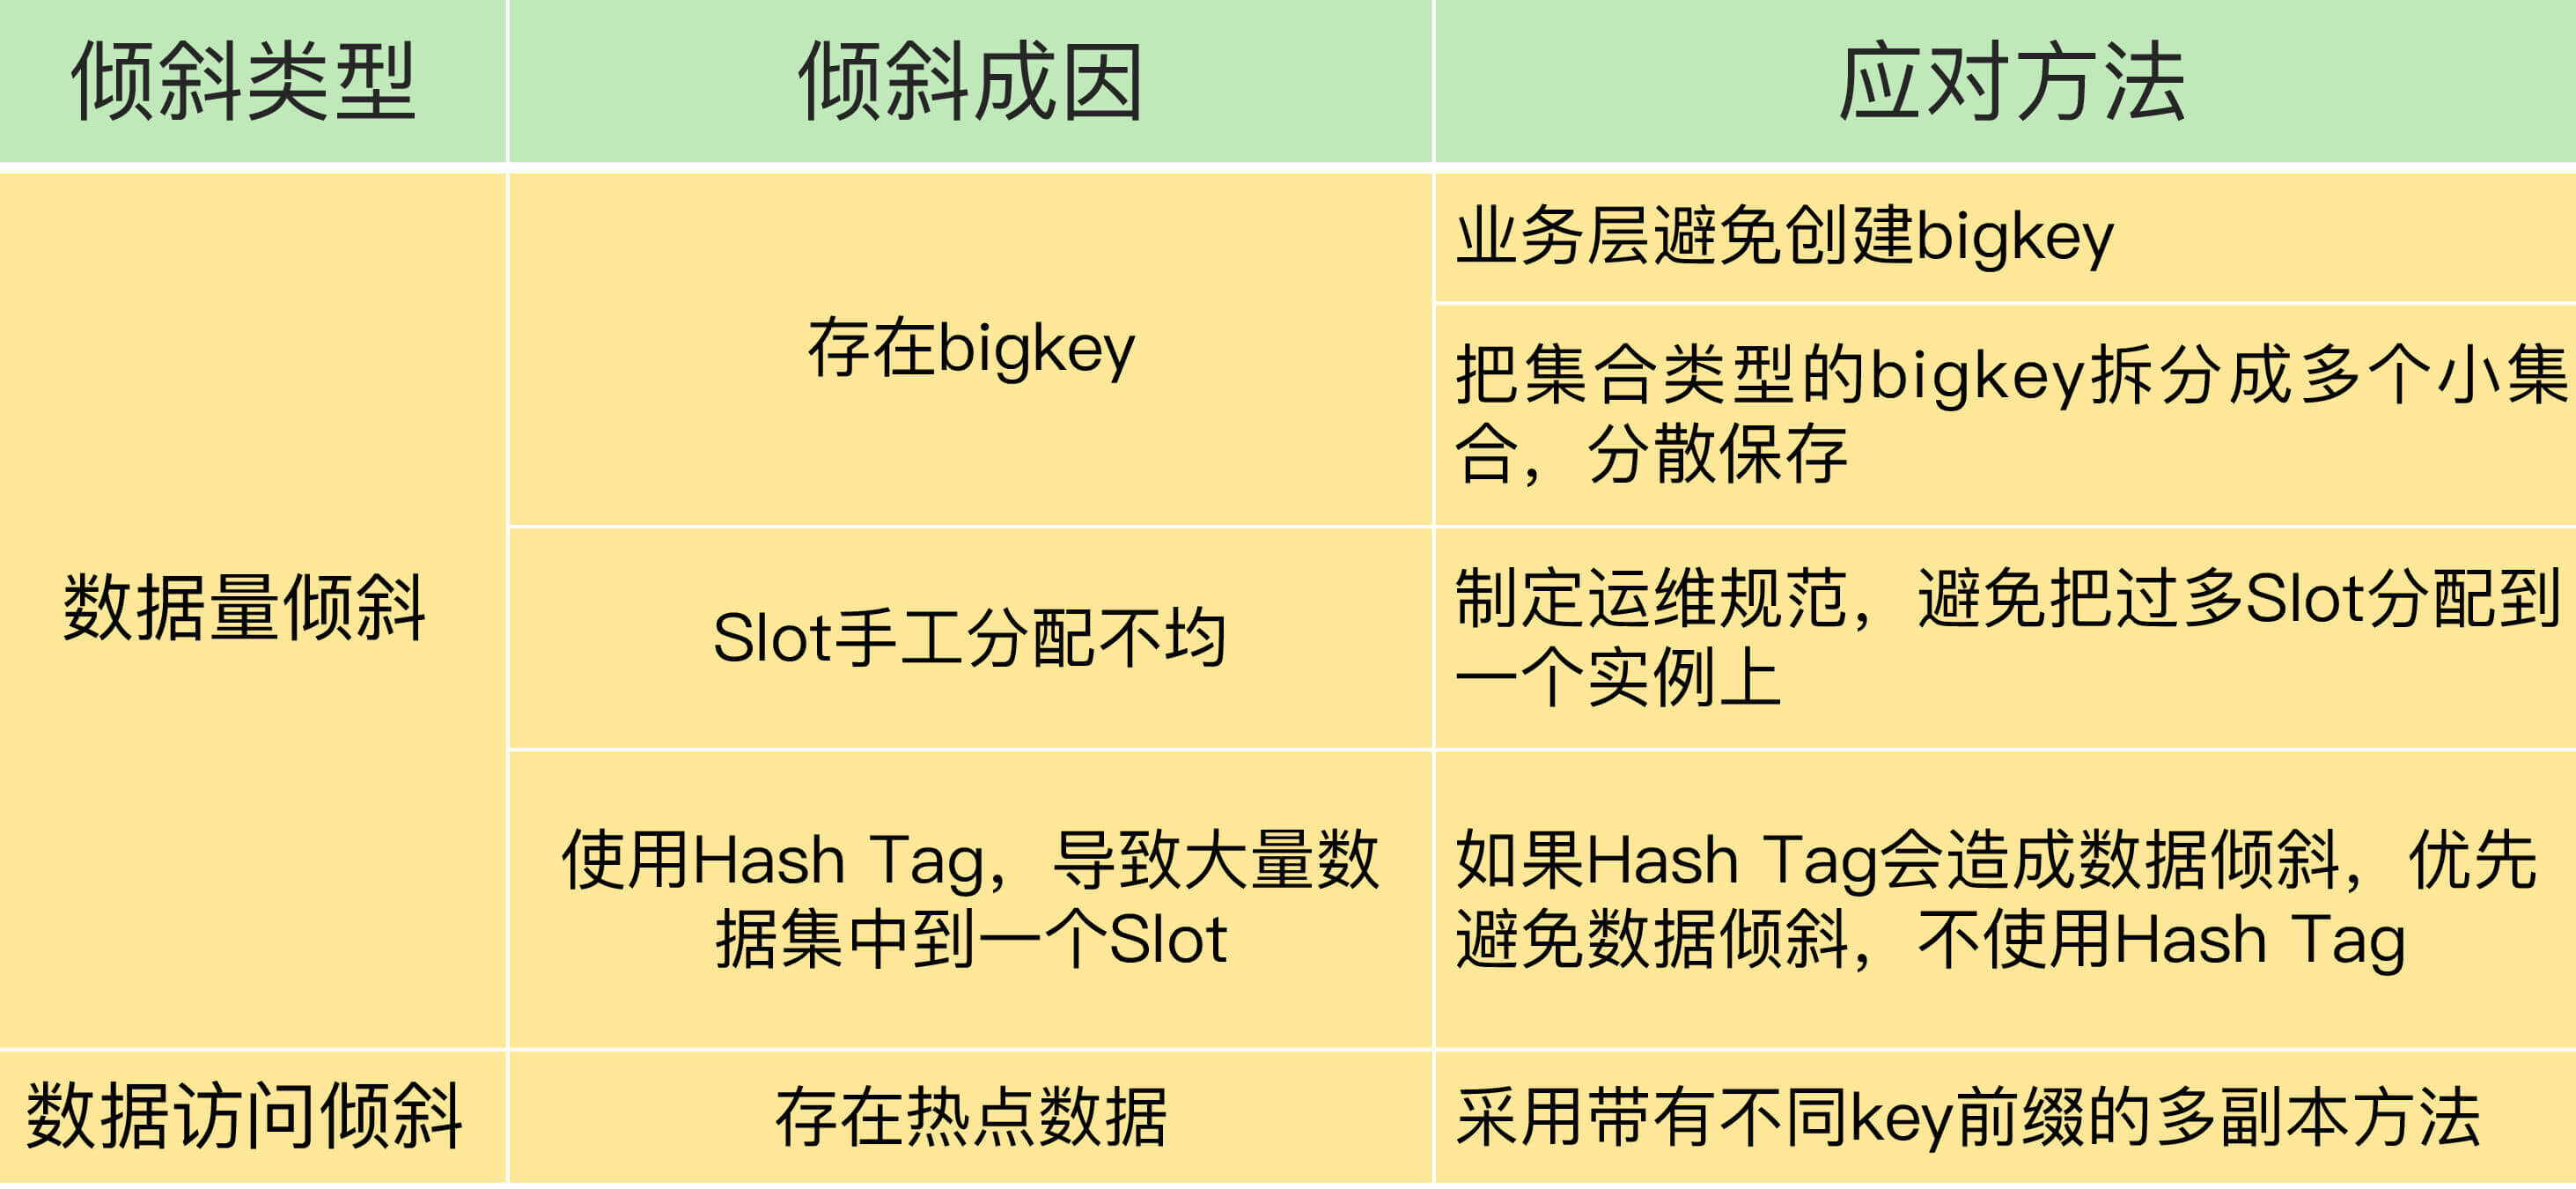 倾斜类型
倾斜成因
应对方法
数据量倾斜
存在bigkey
业务层避免创建bigkey
把集合类型的bigkey拆分成多个小集
合，分散保存
Slot手工分配不均
制定运维规范，避免把过多Slot分配到
一个实例上
使用Hash Tag，导致大量数
据集中到一个Slot
如果Hash Tag会造成数据倾斜，优先
避免数据倾斜，不使用Hash Tag
数据访问倾斜
存在热点数据
采用带有不同key前缀的多副本方法